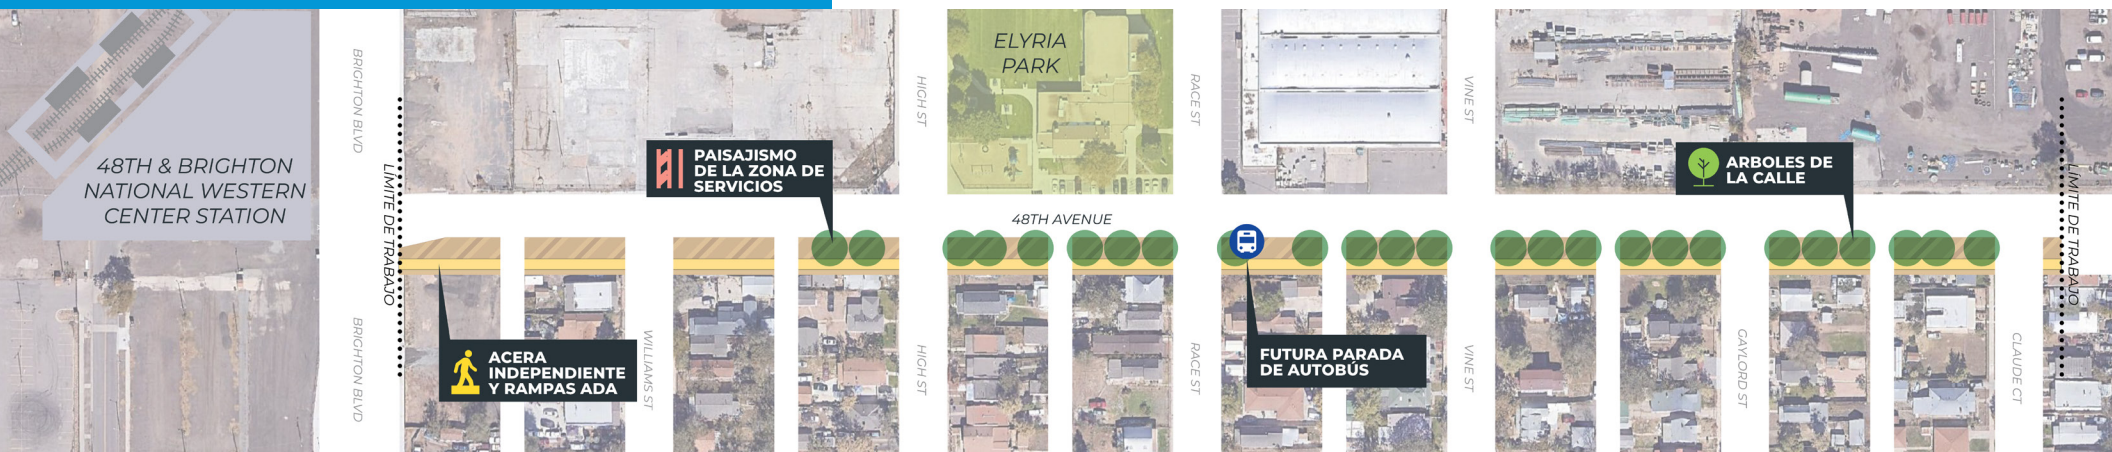 48TH & BRIGHTON
NATIONAL WESTERN
CENTER STATION
BRIGHTON BLVD
BRIGHTON BLVD
LÍMITE DE TRABAJO
ACERA
INDEPENDIENTE
Y RAMPAS ADA
WILLIAMS ST
PAISAJISMO
DE LA ZONA DE
SERVICIOS
HIGH ST
HIGH ST
ELYRIA
PARK
48TH AVENUE
RACE ST
RACE ST
FUTURA PARADA
DE AUTOBÚS
VINE ST
VINE ST
ARBOLES DE
LA CALLE
GAYLORD ST
CLAUDE CT
LÍMITE DE TRABAJO